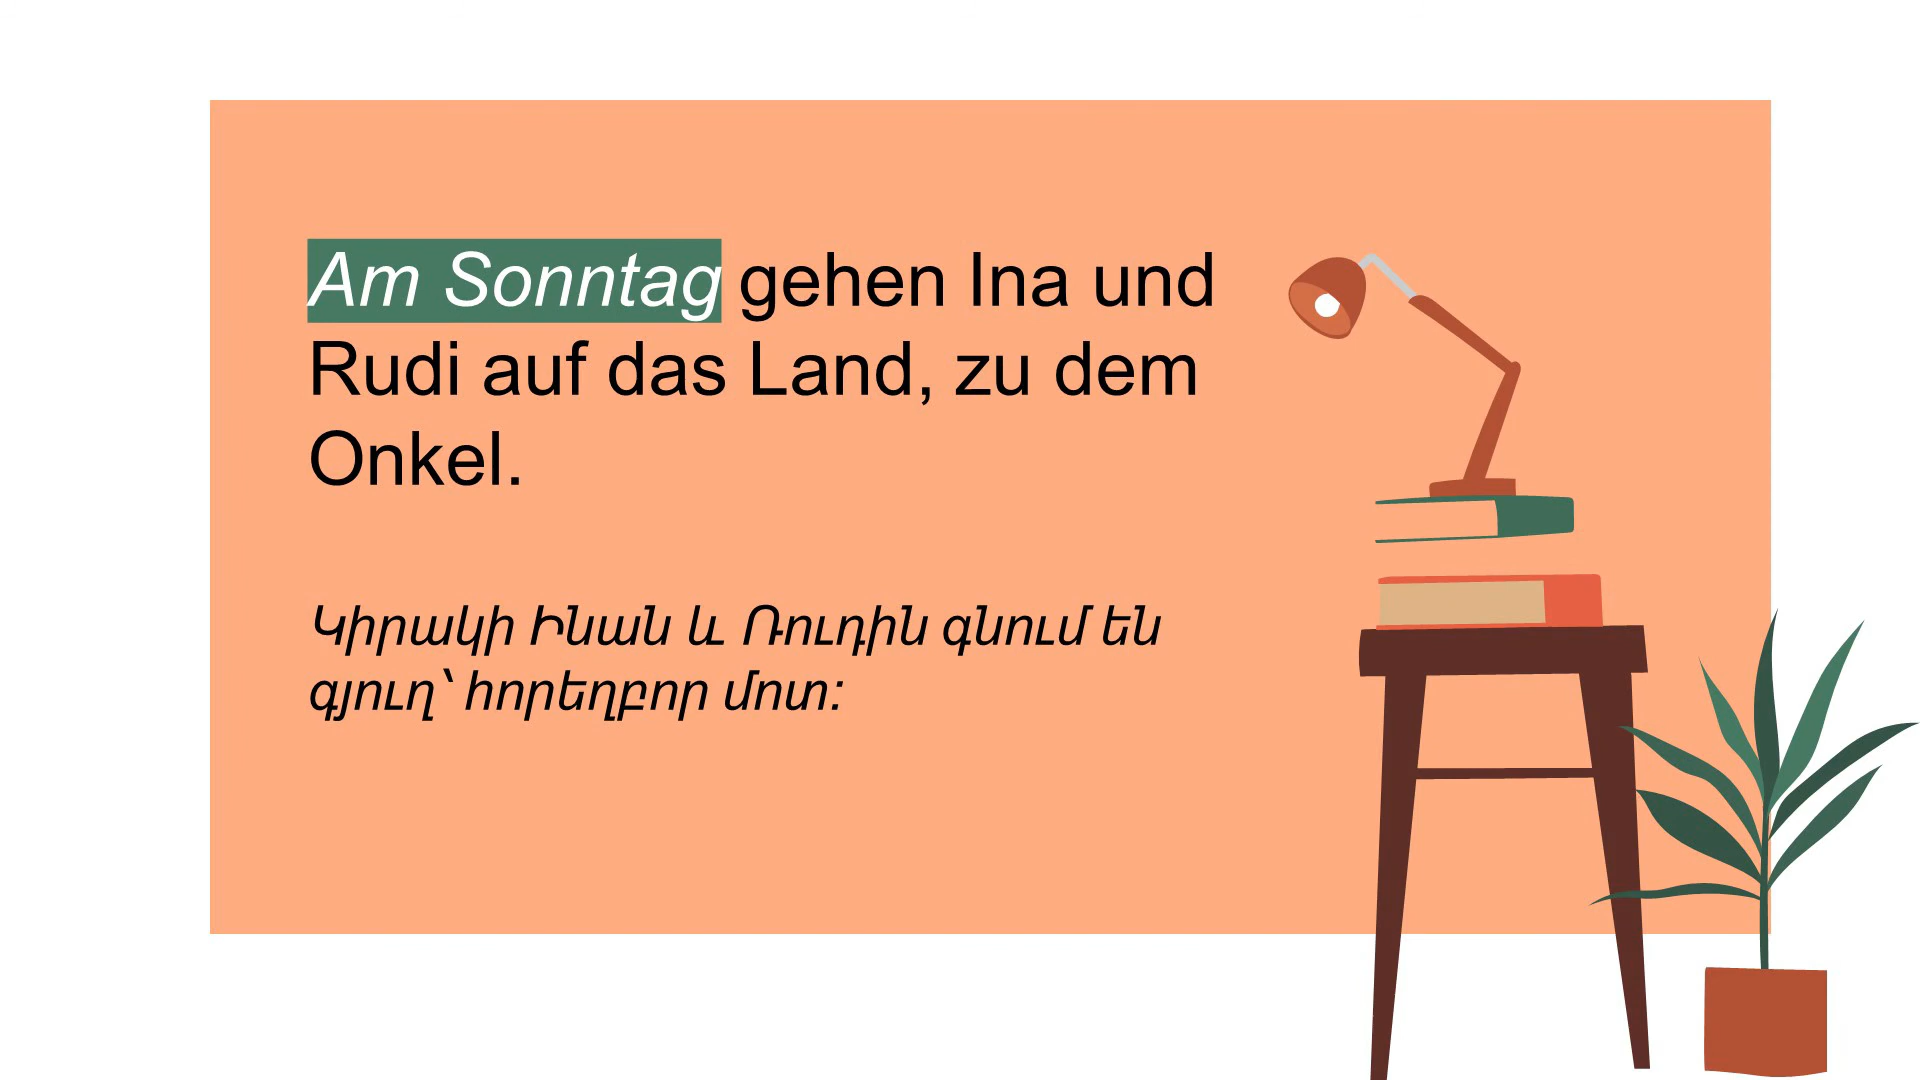 Am Sonntag gehen Ina und
Rudi auf das Land, zu dem
Onkel.
Կիրակի Ինան և Ռուդին գնում են
գյուղ՝ հորեղբոր մոտ: